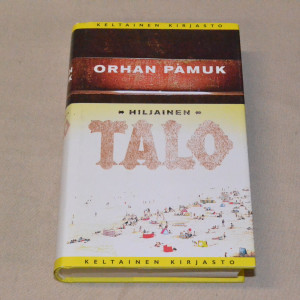 KELTAINEN KIRJASTO
ORHAN PAMUK
HILJAINEN
TALO
KELTAINEN KIRJASTO